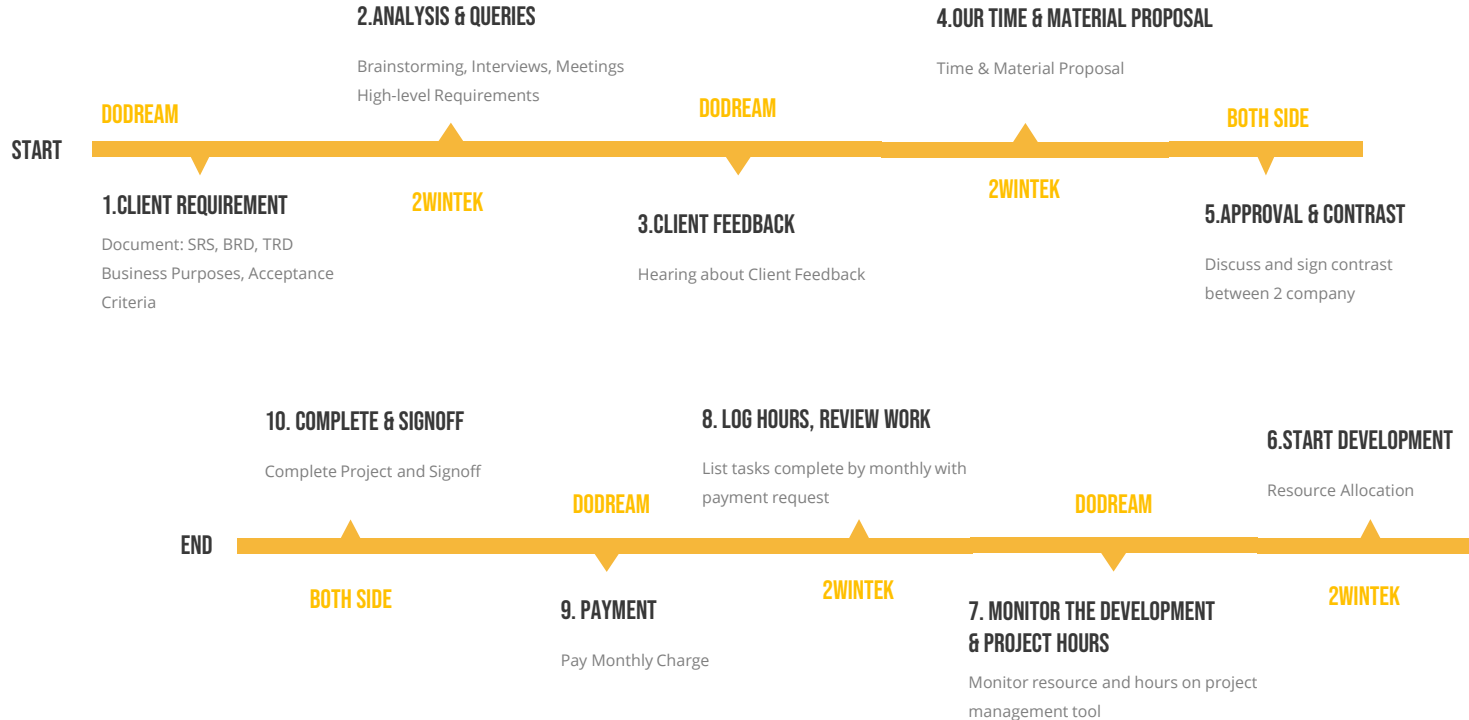 START
DODREAM
1.CLIENT REQUIREMENT
Document: SRS, BRD, TRD
Business Purposes, Acceptance
Criteria
2.ANALYSIS & QUERIES
Brainstorming, Interviews, Meetings
High-level Requirements
2WINTEK
DODREAM
3.CLIENT FEEDBACK
Hearing about Client Feedback
4.OUR TIME & MATERIAL PROPOSAL
Time & Material Proposal
2WINTEK
BOTH SIDE
5.APPROVAL & CONTRAST
Discuss and sign contrast
between 2 company
6.START DEVELOPMENT
Resource Allocation
2WINTEK
DODREAM
7. MONITOR THE DEVELOPMENT
& PROJECT HOURS
Monitor resource and hours on project
management tool
8. LOG HOURS, REVIEW WORK
List tasks complete by monthly with
payment request
2WINTEK
DODREAM
9. PAYMENT
Pay Monthly Charge
10. COMPLETE & SIGNOFF
Complete Project and Signoff
BOTH SIDE
END